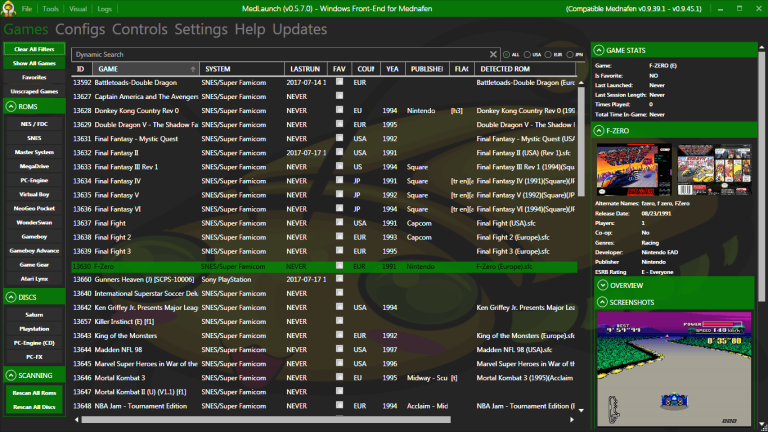 File Tools Visual Logs MedLaunch (v0.5.7.0) - Windows Front-End for Mednafen (Compatible Mednafen v0.9.39.1 - v0.9.45.1)
Games Configs Controls Settings Help Updates
Clear All Filters
Show All Games
Favorites
Unscraped Games
ROMS
NES / FDC
SNES
Master System
MegaDrive
PC-Engine
Virtual Boy
NeoGeo Pocket
WonderSwan
Gameboy
Gameboy Advance
Game Gear
Atari Lynx
DISCS
Saturn
Playstation
PC-Engine (CD)
PC-FX
SCANNING
Rescan All Roms
Rescan All Discs
Dynamic Search ALL USA EUR JPN
ID GAME SYSTEM LASTRUN FAV COUN YEA PUBLISHEI FLAG DETECTED ROM
13592 Battletoads-Double Dragon SNES/Super Famicom 2017-07-14 1 EUR Battletoads-Double Dragon (Euro
13627 Captain America and The Avengers SNES/Super Famicom NEVER
13628 Donkey Kong Country Rev 0 SNES/Super Famicom NEVER EU 1994 Nintendo [h3] Donkey Kong Country Rev 0 (199
13629 Double Dragon V - The Shadow Fa SNES/Super Famicom NEVER EUR 1995 Double Dragon V - The Shadow F
13631 Final Fantasy - Mystic Quest SNES/Super Famicom NEVER USA 1992 Final Fantasy - Mystic Quest (US
13632 Final Fantasy II SNES/Super Famicom 2017-07-17 1 USA 1991 Final Fantasy II (USA) (Rev 1).sfc
13633 Final Fantasy III Rev 1 SNES/Super Famicom NEVER US 1994 Square Final Fantasy III Rev 1 (1994)(Squar
13634 Final Fantasy IV SNES/Super Famicom NEVER JP 1991 Square [tr en][a Final Fantasy IV (1991)(Square)(JP
13635 Final Fantasy V SNES/Super Famicom NEVER JP 1992 Square [tr en][a Final Fantasy V (1992)(Square)(JP
13636 Final Fantasy VI SNES/Super Famicom NEVER JP 1994 Square [tr en][a Final Fantasy VI (1994)(Square)(JP
13637 Final Fight SNES/Super Famicom NEVER USA 1991 Capcom Final Fight (USA).sfc
13638 Final Fight 2 SNES/Super Famicom NEVER EUR 1993 Capcom Final Fight 2 (Europe).sfc
13639 Final Fight 3 SNES/Super Famicom NEVER EUR 1995 Final Fight 3 (Europe).sfc
13630 F-Zero SNES/Super Famicom NEVER EUR 1991 Nintendo F-Zero (Europe).sfc
13660 Gunners Heaven (J) [SCPS-10006] Sony PlayStation 2017-07-17 1
13640 International Superstar Soccer Delu SNES/Super Famicom NEVER
13642 Ken Griffey Jr. Presents Major Leag SNES/Super Famicom NEVER USA 1994 Ken Griffey Jr. Presents Major Lea
13657 Killer Instinct (E) [f1] SNES/Super Famicom NEVER
13643 King of the Monsters SNES/Super Famicom NEVER EUR 1992 King of the Monsters (Europe).sfc
13644 Madden NFL 98 SNES/Super Famicom NEVER USA 1997 Madden NFL '98 (USA).sfc
13645 Marvel Super Heroes in War of the SNES/Super Famicom NEVER EUR 1996 Marvel Super Heroes in War of th
13646 Mortal Kombat 3 SNES/Super Famicom NEVER EU 1995 Midway - Scu [t] Mortal Kombat 3 (1995)(Acclaim
13647 Mortal Kombat II (U) (V1.1) [f1] SNES/Super Famicom NEVER
13648 NBA Jam - Tournament Edition SNES/Super Famicom NEVER EUR 1994 Acclaim - Mid NBA Jam - Tournament Edition (Eu
GAME STATS
Game: F-ZERO (E)
Is Favorite: NO
Last Launched: NEVER
Last Session Length: NEVER
Times Played: 0
Total Time In-Game: NEVER
F-ZERO
Alternate Names: fzero, f zero, FZero
Release Date: 08/23/1991
Players: 1
Co-op: No
Genres: Racing
Developer: Nintendo EAD
Publisher Nintendo
ESRB Rating E - Everyone
OVERVIEW
SCREENSHOTS
BEST POWER
4'59"99 SPEED
0'35"80